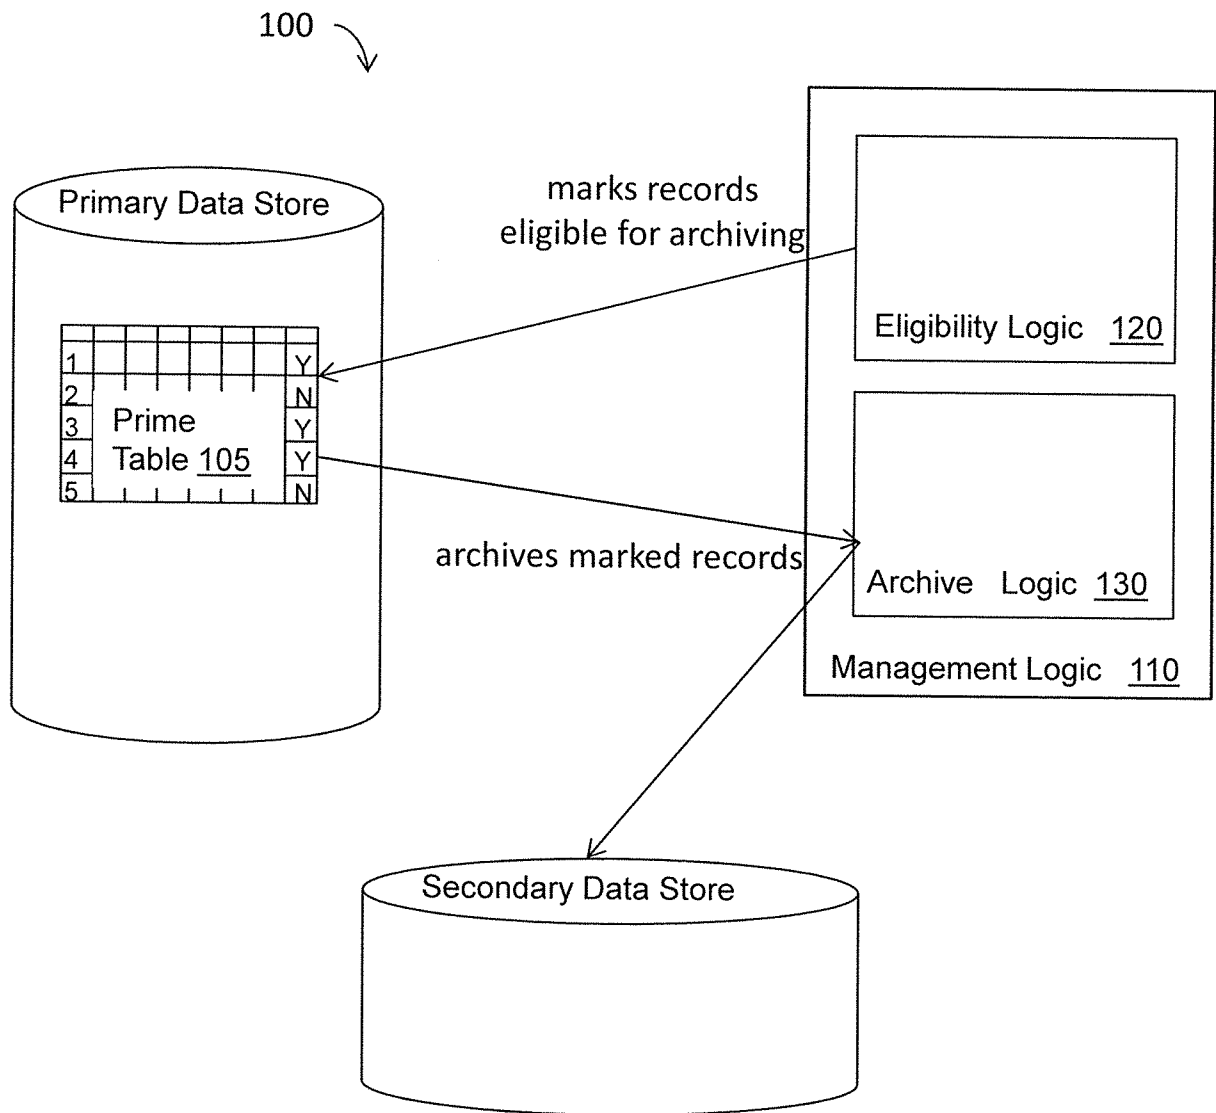 100
Primary Data Store
marks records
eligible for archiving
Eligibility Logic 120
1 Y
2 N
3 Y
4 Y
5 N
Prime
Table 105
archives marked records
Archive Logic 130
Management Logic 110
Secondary Data Store